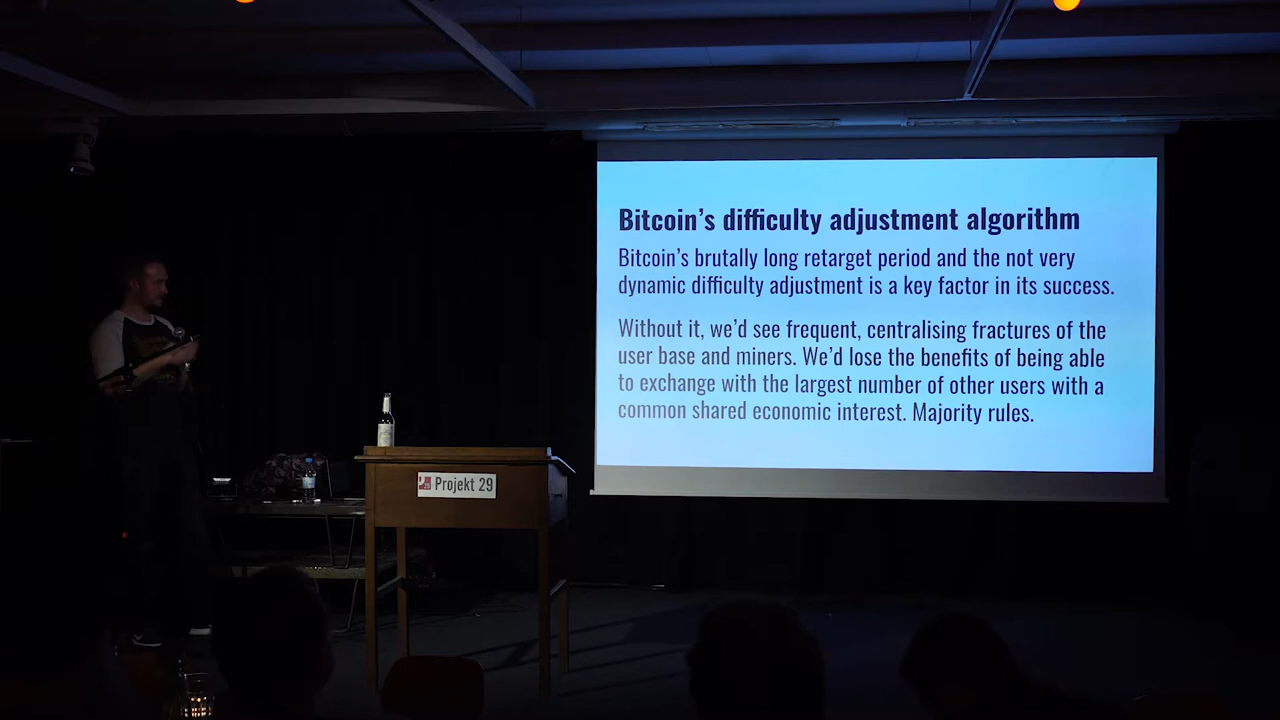 Bitcoin's difficulty adjustment algorithm
Bitcoin's brutally long retarget period and the not very
dynamic difficulty adjustment is a key factor in its success.
Without it, we'd see frequent, centralising fractures of the
user base and miners. We'd lose the benefits of being able
to exchange with the largest number of other users with a
common shared economic interest. Majority rules.
Projekt 29